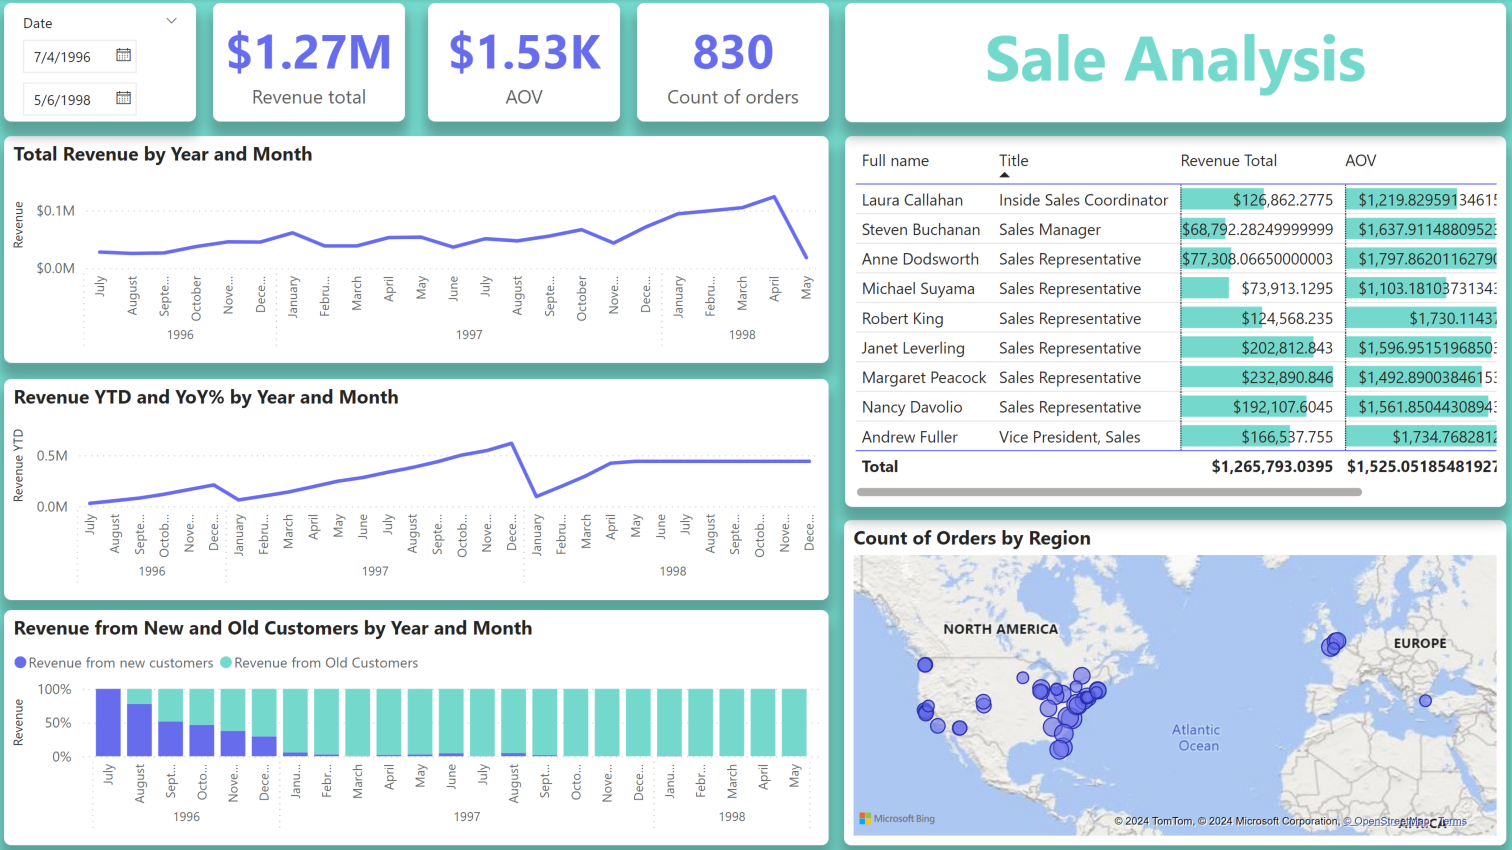 Date
7/4/1996
5/6/1998
$1.27M
Revenue total
$1.53K
AOV
830
Count of orders
Sale Analysis
Total Revenue by Year and Month
Revenue
$0.1M
$0.0M
July August Septe... October Nove... Dece... January Febru... March April May June July August Septe... October Nove... Dece... January Febru... March April May
1996 1997 1998
Revenue YTD and YoY% by Year and Month
Revenue YTD
0.5M
0.0M
July August Septe... Octob... Nove... Dece... January Febru... March April May June July August Septe... Octob... Nove... Dece... January Febru... March April May June July August Septe... Octob... Nove... Dece...
1996 1997 1998
Revenue from New and Old Customers by Year and Month
Revenue from new customers Revenue from Old Customers
Revenue
100%
50%
0%
July August Sept... Octo... Nove... Dece... Janu... Febr... March April May June July August Sept... Octo... Nove... Dece... Janu... Febr... March April May
1996 1997 1998
Full name Title Revenue Total AOV
Laura Callahan Inside Sales Coordinator $126,862.2775 $1,219.82959134615
Steven Buchanan Sales Manager $68,792.28249999999 $1,637.91148809523
Anne Dodsworth Sales Representative $77,308.06650000003 $1,797.86201162790
Michael Suyama Sales Representative $73,913.1295 $1,103.18103731343
Robert King Sales Representative $124,568.235 $1,730.11437
Janet Leverling Sales Representative $202,812.843 $1,596.95151968503
Margaret Peacock Sales Representative $232,890.846 $1,492.89003846153
Nancy Davolio Sales Representative $192,107.6045 $1,561.85044308943
Andrew Fuller Vice President, Sales $166,537.755 $1,734.7682812
Total $1,265,793.0395 $1,525.05185481927
Count of Orders by Region
NORTH AMERICA
EUROPE
Atlantic
Ocean
AFRICA
Microsoft Bing
© 2024 TomTom, © 2024 Microsoft Corporation, © OpenStreetMap Terms